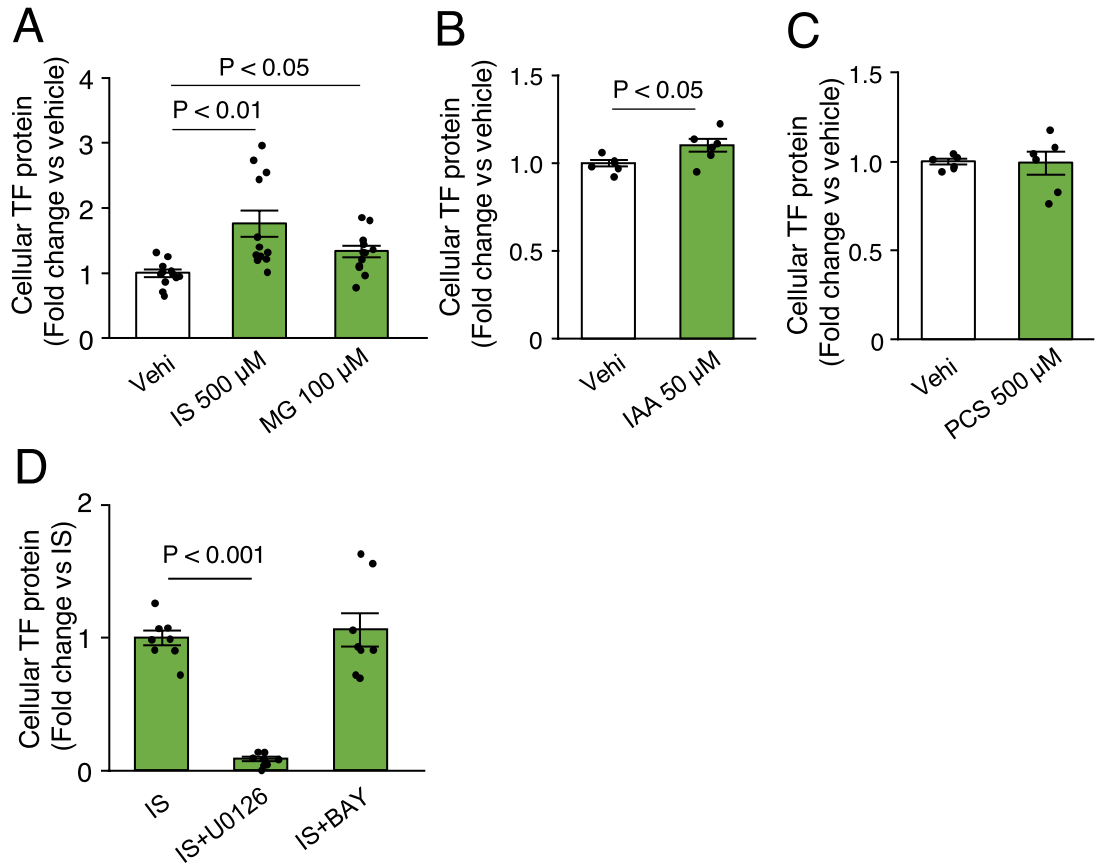 A
Cellular TF protein
(Fold change vs vehicle)
4
3
2
1
0
P < 0.05
P < 0.01
Vehi
IS 500 μM
MG 100 μM
B
Cellular TF protein
(Fold change vs vehicle)
1.5
1.0
0.5
0
P < 0.05
Vehi
IAA 50 μM
C
Cellular TF protein
(Fold change vs vehicle)
1.5
1.0
0.5
0
Vehi
PCS 500 μM
D
Cellular TF protein
(Fold change vs IS)
2
1
0
P < 0.001
IS
IS+U0126
IS+BAY